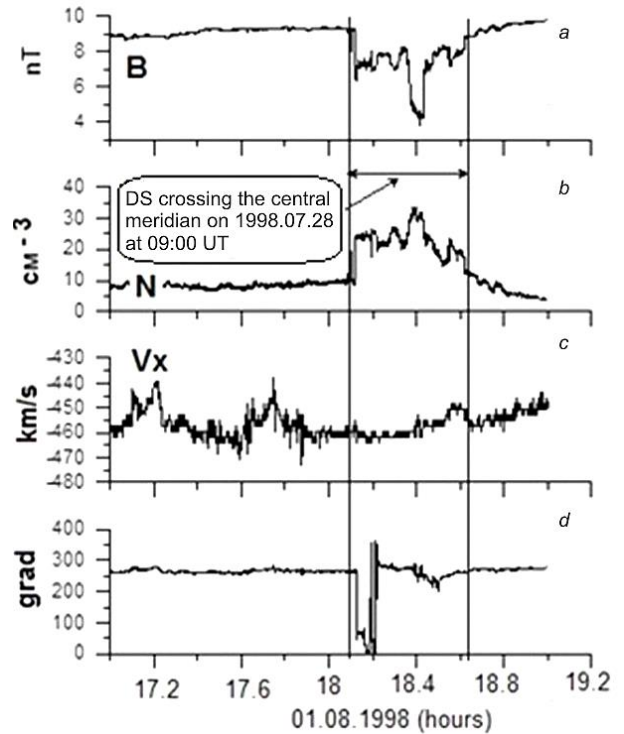 10
8
6
4
nT
B
a
40
30
20
10
0
см - 3
DS crossing the central
meridian on 1998.07.28
at 09:00 UT
N
b
-430
-440
-450
-460
-470
-480
km/s
Vx
c
400
300
200
100
0
grad
d
17.2 17.6 18 18.4 18.8 19.2
01.08.1998 (hours)